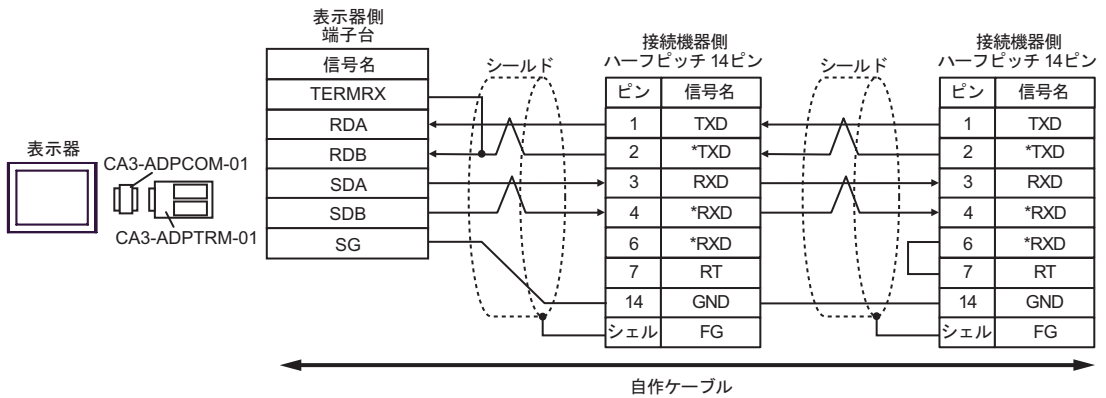 表示器側
端子台
信号名
TERMRX
RDA
RDB
SDA
SDB
SG
表示器
CA3-ADPCOM-01
CA3-ADPTRM-01
シールド
接続機器側
ハーフピッチ 14ピン
ピン 信号名
1 TXD
2 *TXD
3 RXD
4 *RXD
6 *RXD
7 RT
14 GND
シェル FG
シールド
接続機器側
ハーフピッチ 14ピン
ピン 信号名
1 TXD
2 *TXD
3 RXD
4 *RXD
6 *RXD
7 RT
14 GND
シェル FG
自作ケーブル